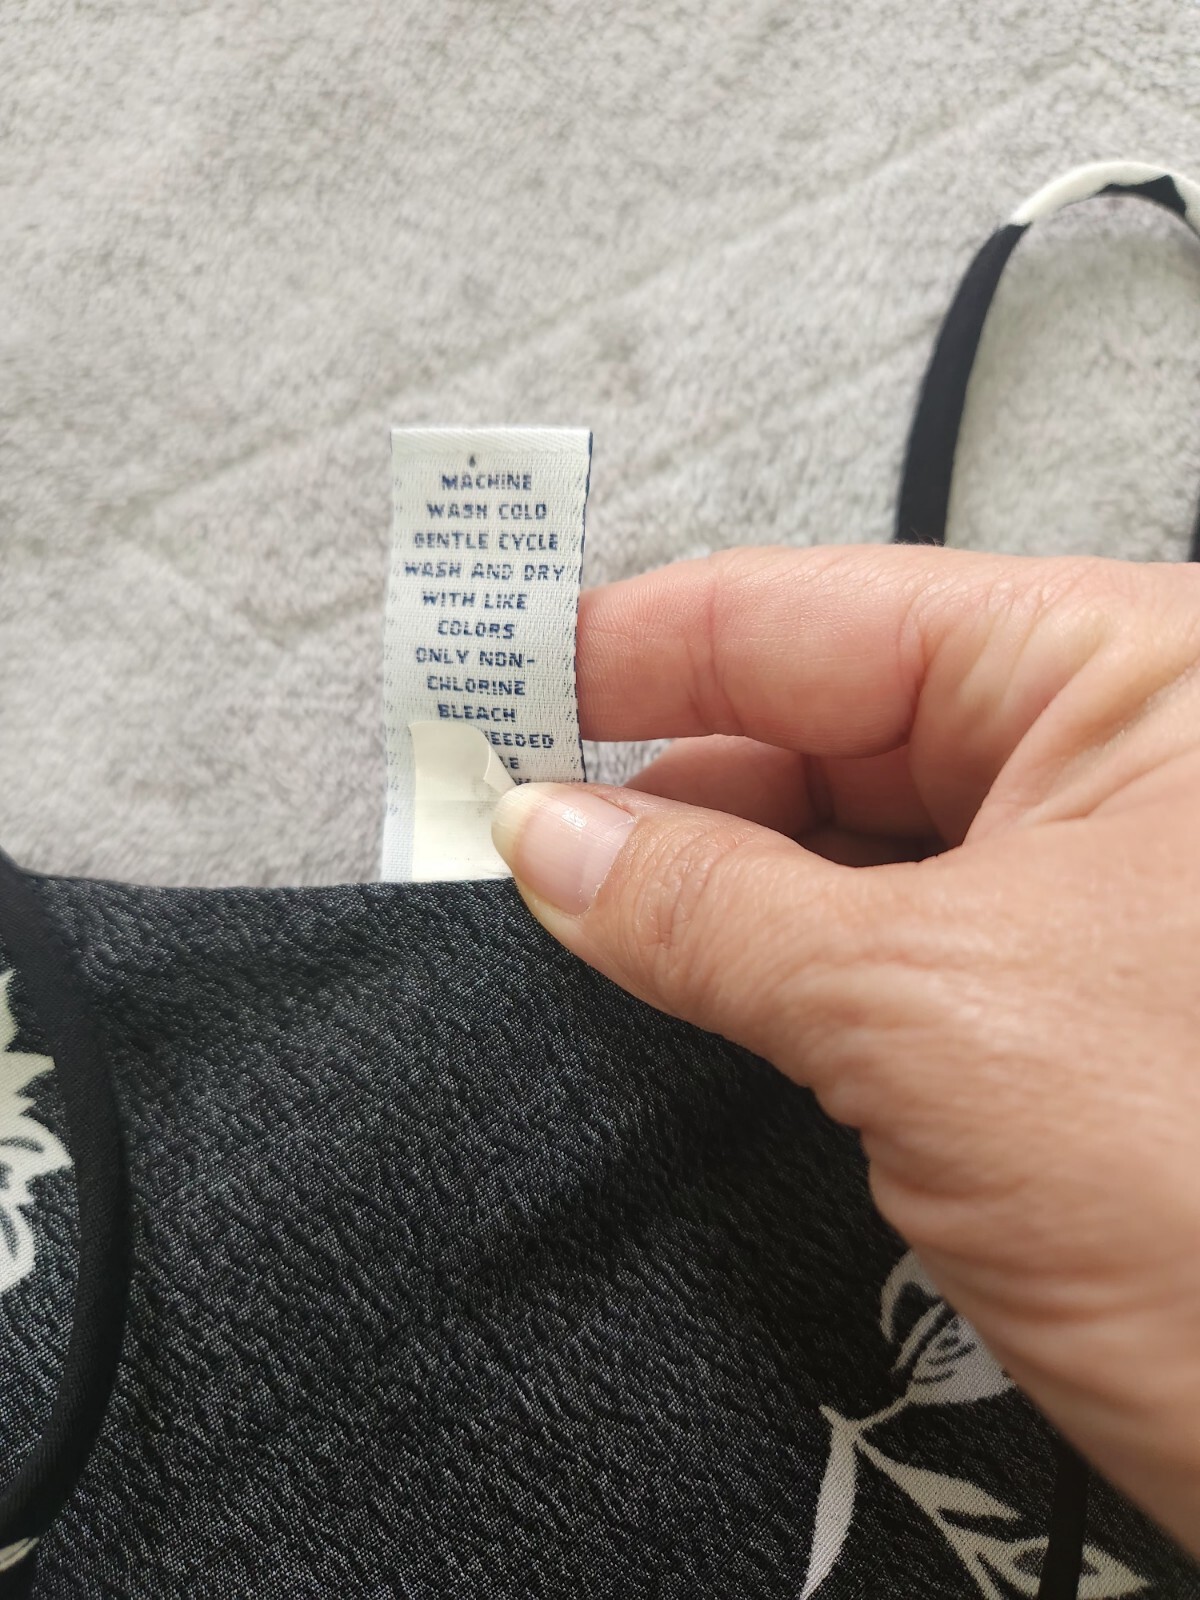 MACHINE
WASH COLD
GENTLE CYCLE
WASH AND DRY
WITH LIKE
COLORS
ONLY NON-
CHLORINE
BLEACH